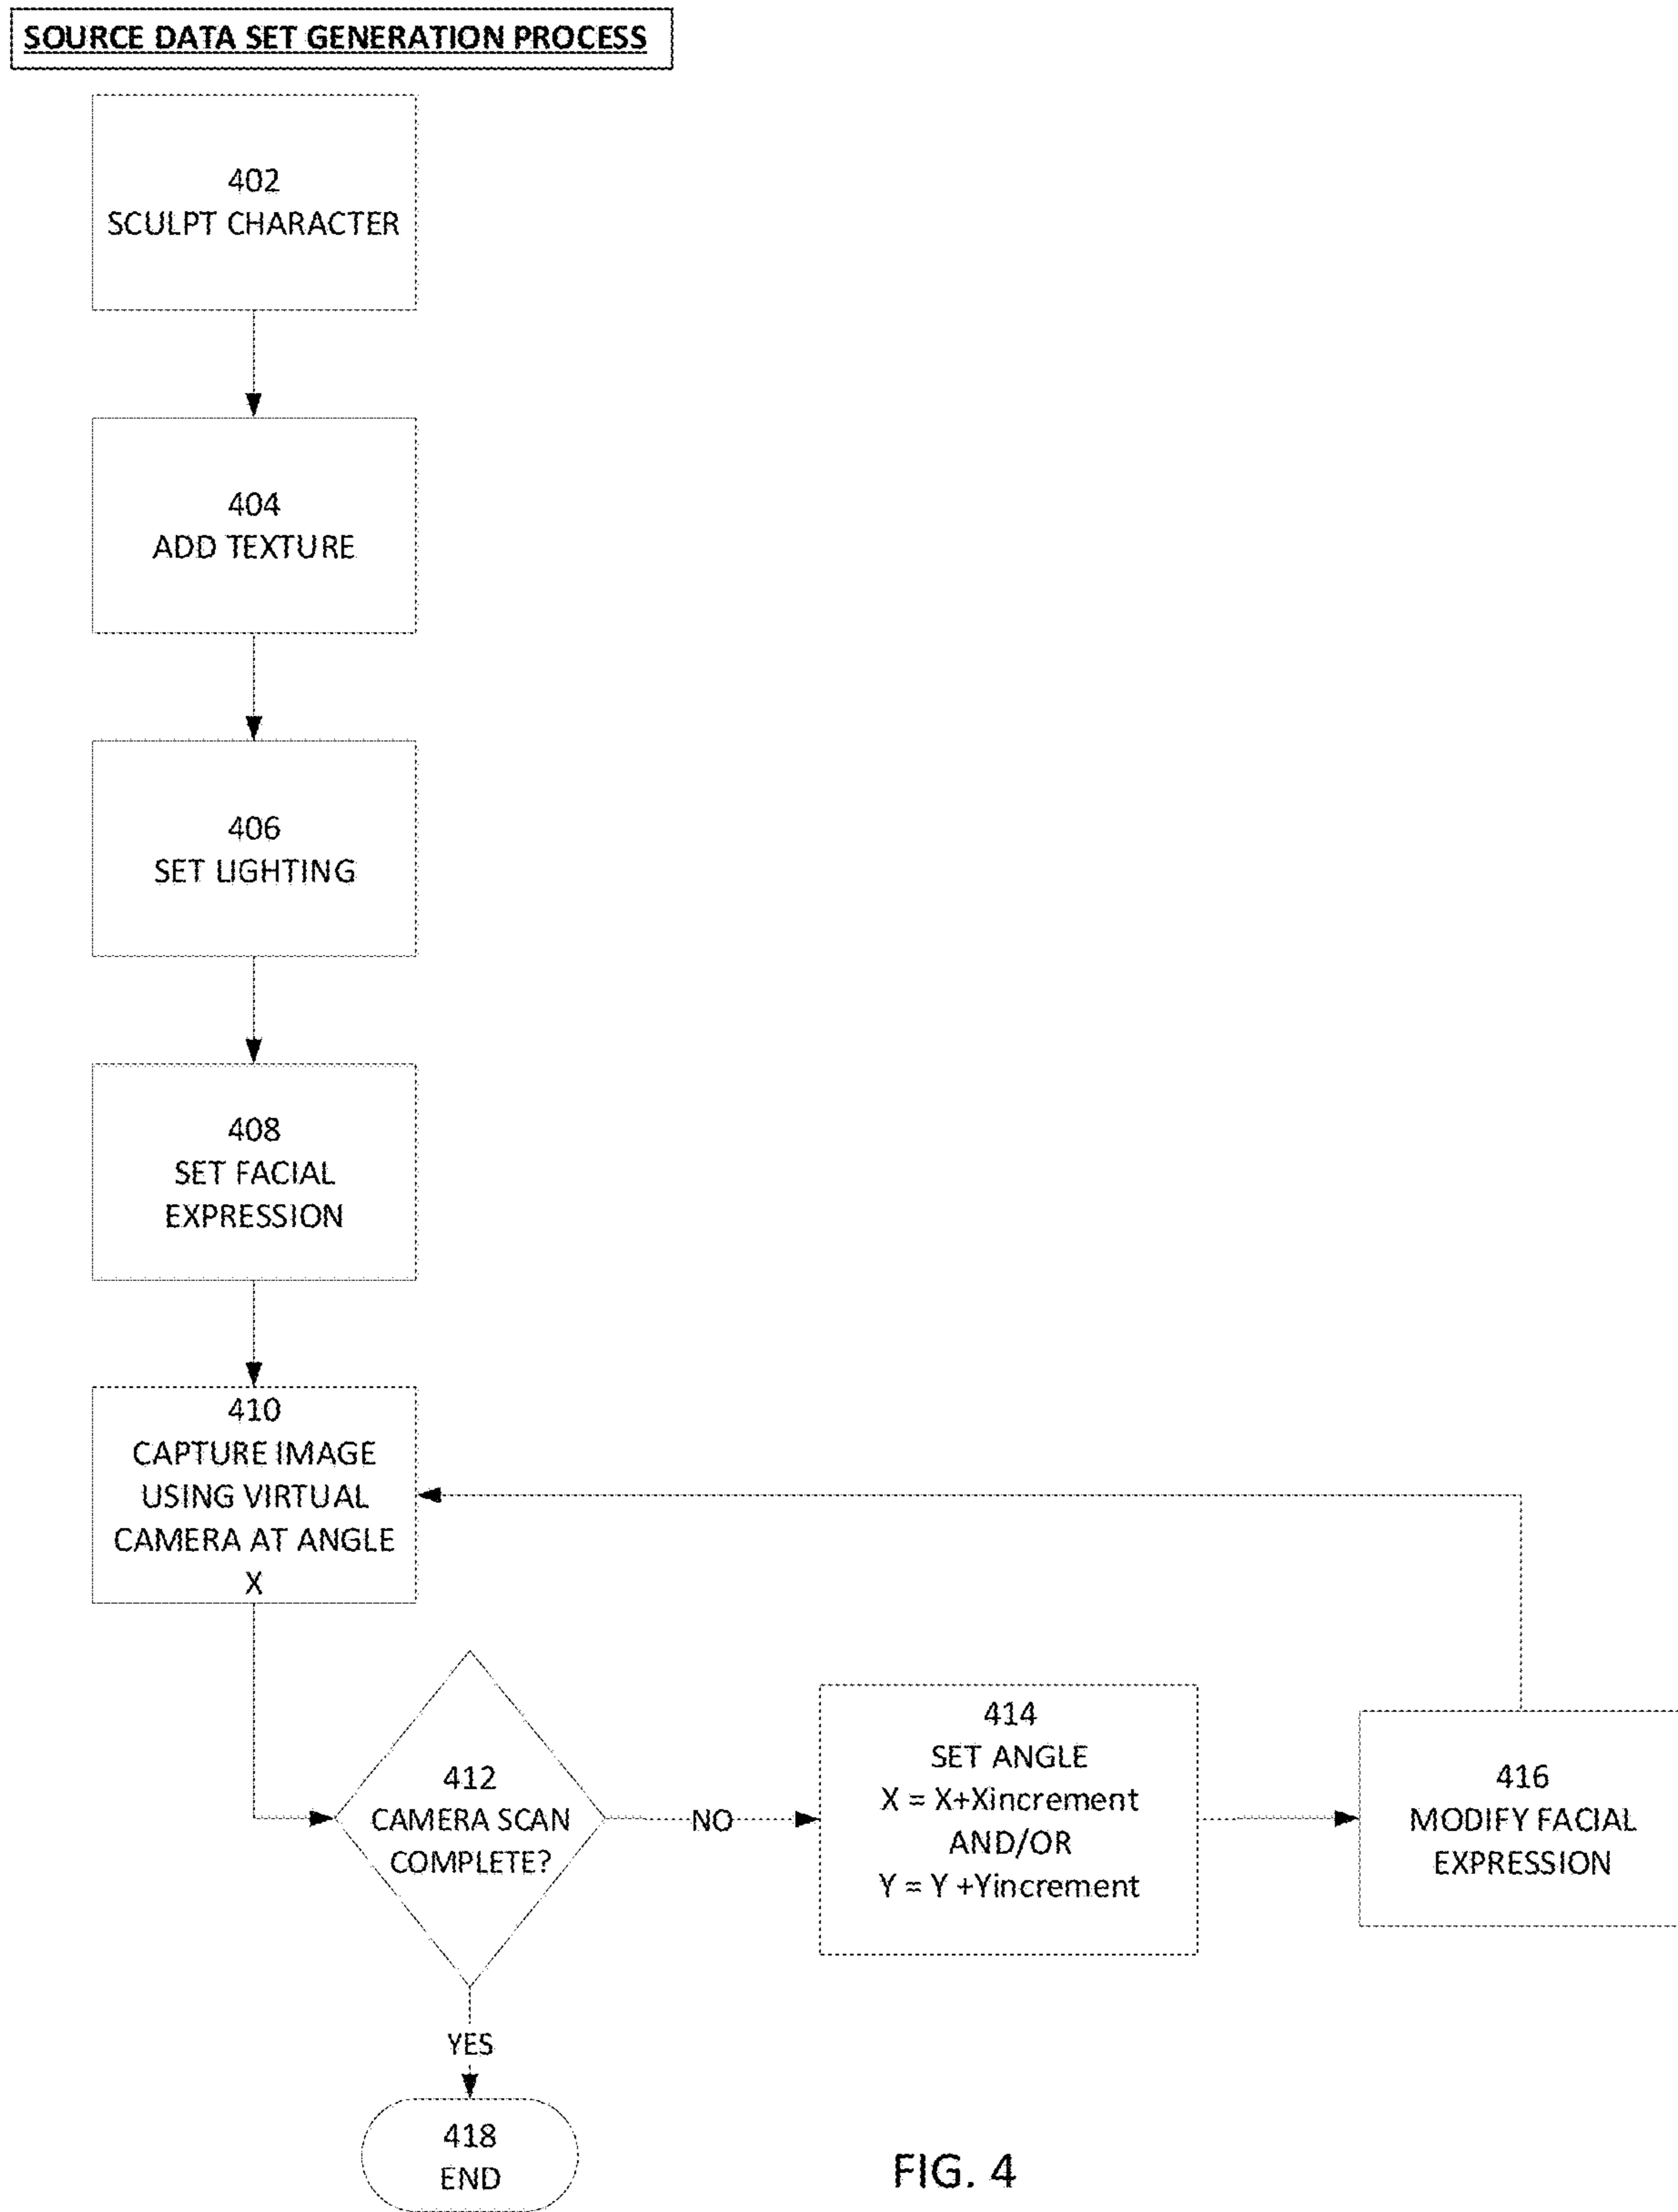 SOURCE DATA SET GENERATION PROCESS
402
SCULPT CHARACTER
404
ADD TEXTURE
406
SET LIGHTING
408
SET FACIAL
EXPRESSION
410
CAPTURE IMAGE
USING VIRTUAL
CAMERA AT ANGLE
X
412
CAMERA SCAN
COMPLETE?
NO
414
SET ANGLE
X = X+Xincrement
AND/OR
Y = Y +Yincrement
416
MODIFY FACIAL
EXPRESSION
YES
418
END
FIG. 4